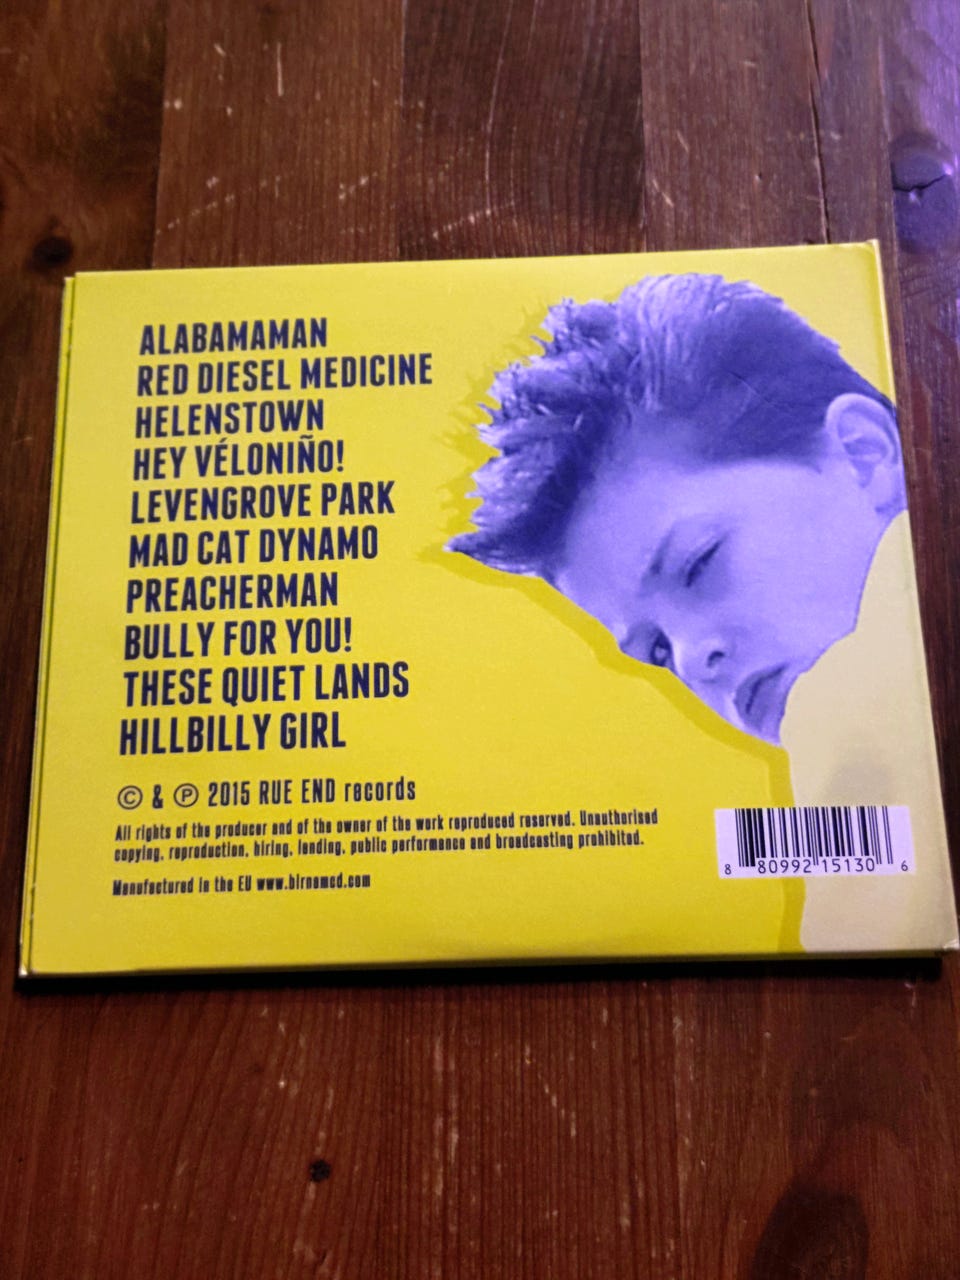 ALABAMAMAN
RED DIESEL MEDICINE
HELENSTOWN
HEY VÉLONIÑO!
LEVENGROVE PARK
MAD CAT DYNAMO
PREACHERMAN
BULLY FOR YOU!
THESE QUIET LANDS
HILLBILLY GIRL
© & ℗ 2015 RUE END records
All rights of the producer and of the owner of the work reproduced reserved. Unauthorised
copying, reproduction, hiring, lending, public performance and broadcasting prohibited.
Manufactured in the EU www.birnamcd.com
8 80992 15130 6